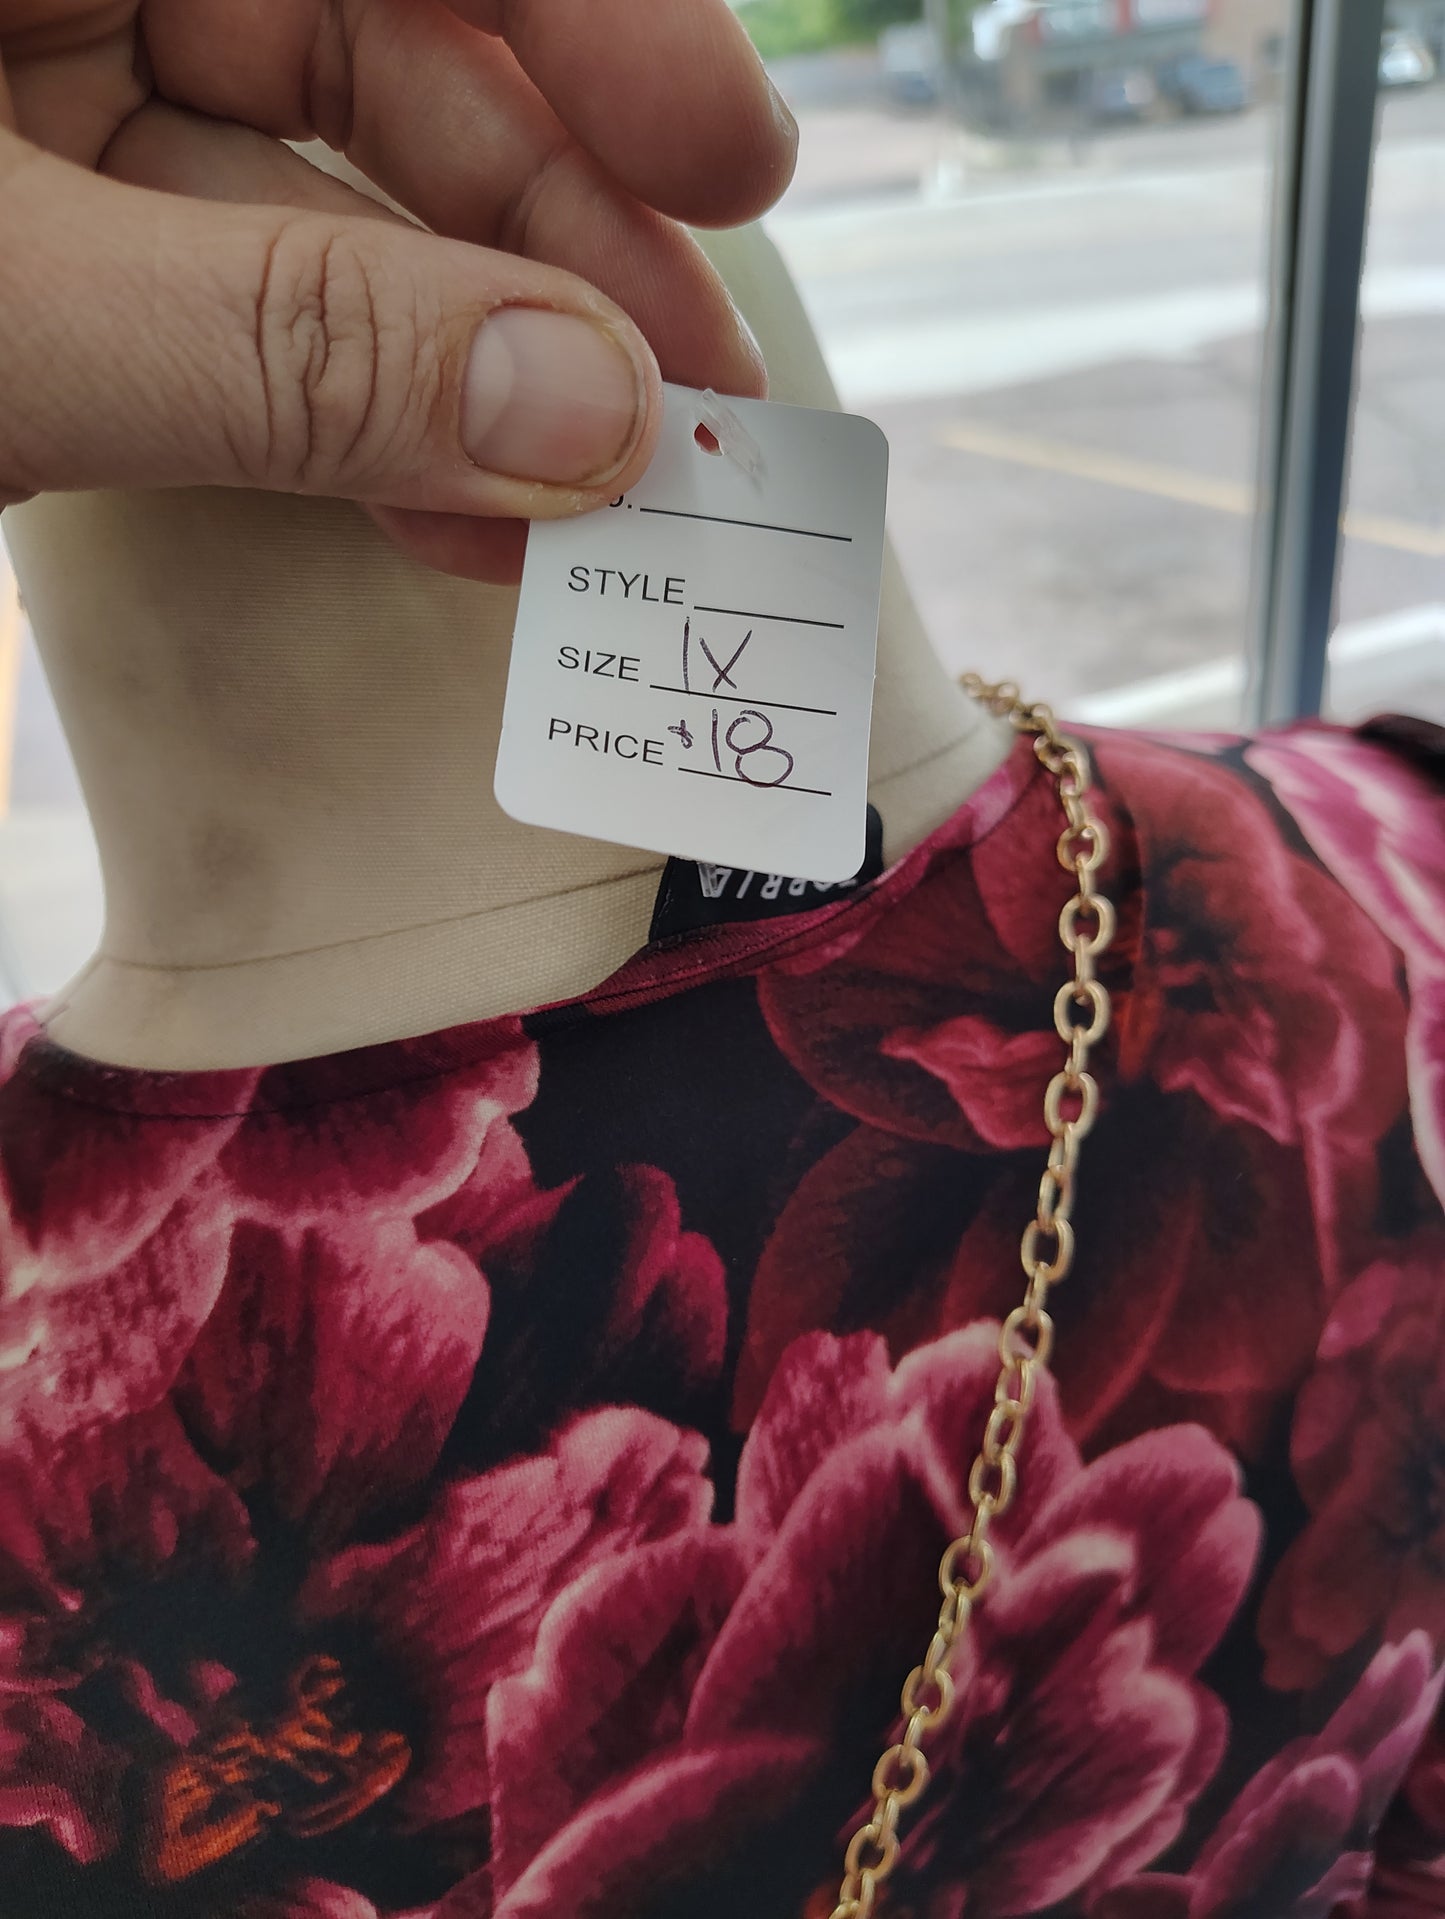 STYLE
SIZE 1X
PRICE $18